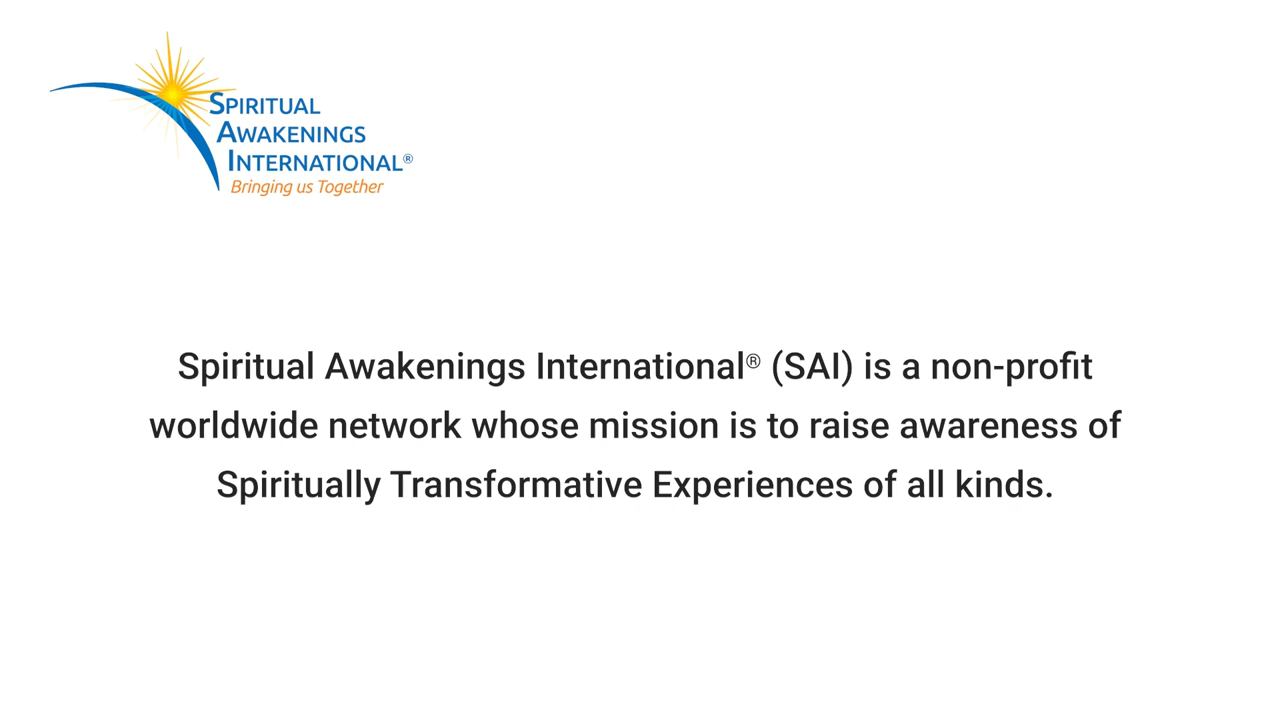 SPIRITUAL
AWAKENINGS
INTERNATIONAL®
Bringing us Together
Spiritual Awakenings International® (SAI) is a non-profit
worldwide network whose mission is to raise awareness of
Spiritually Transformative Experiences of all kinds.